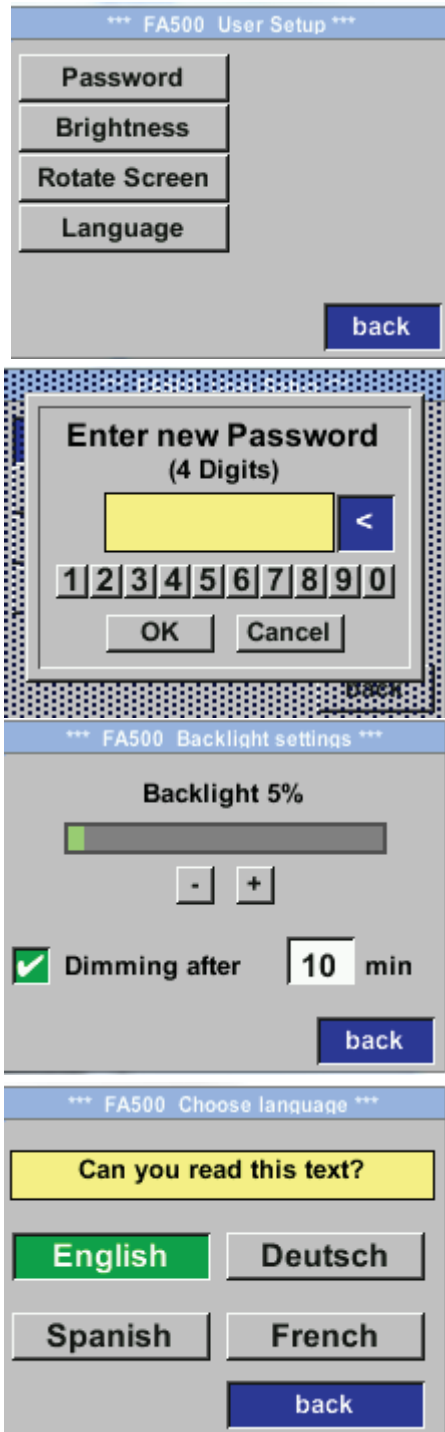 *** FA500 User Setup ***
Password
Brightness
Rotate Screen
Language
back
Enter new Password
(4 Digits)
<
1 2 3 4 5 6 7 8 9 0
OK Cancel
back
*** FA500 Backlight settings ***
Backlight 5%
- +
Dimming after 10 min
back
*** FA500 Choose language ***
Can you read this text?
English Deutsch
Spanish French
back